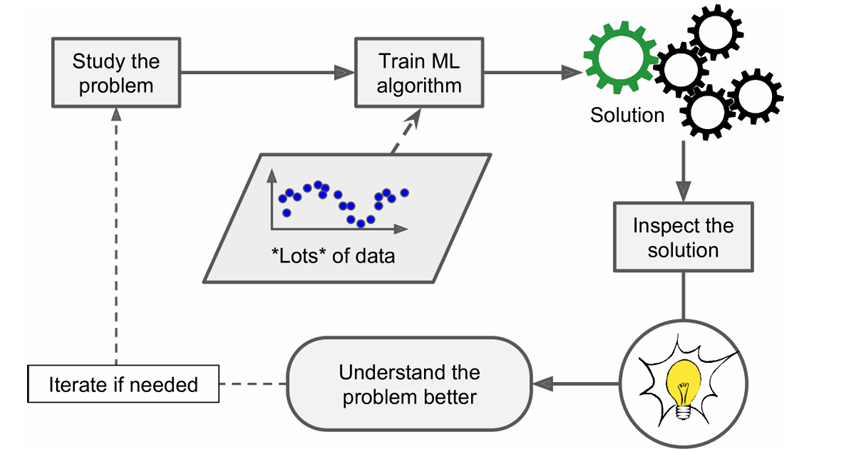 Study the
problem
Train ML
algorithm
Solution
*Lots* of data
Inspect the
solution
Understand the
problem better
Iterate if needed